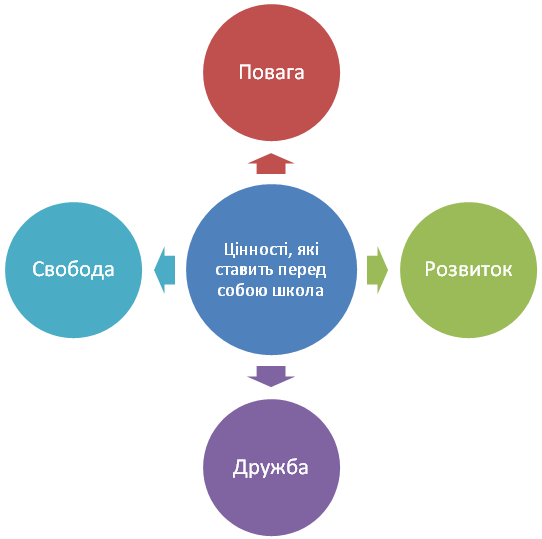 Повага
Свобода
Цінності, які
ставить перед
собою школа
Розвиток
Дружба